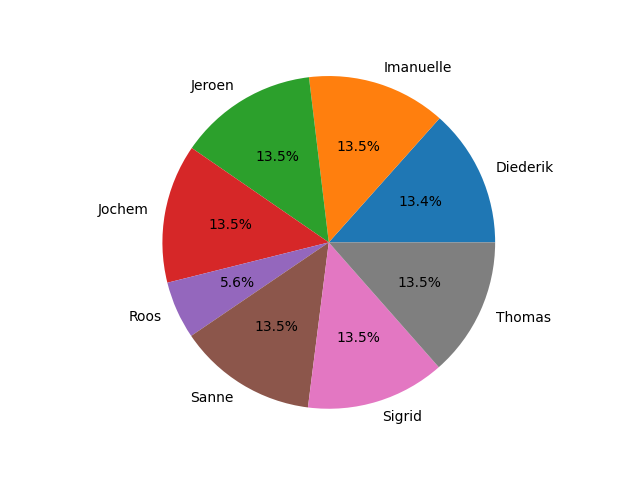 Imanuelle
Jeroen
13.5%
13.5%
Diederik
13.4%
Jochem
13.5%
5.6%
13.5%
Roos
Thomas
13.5%
13.5%
Sanne
Sigrid